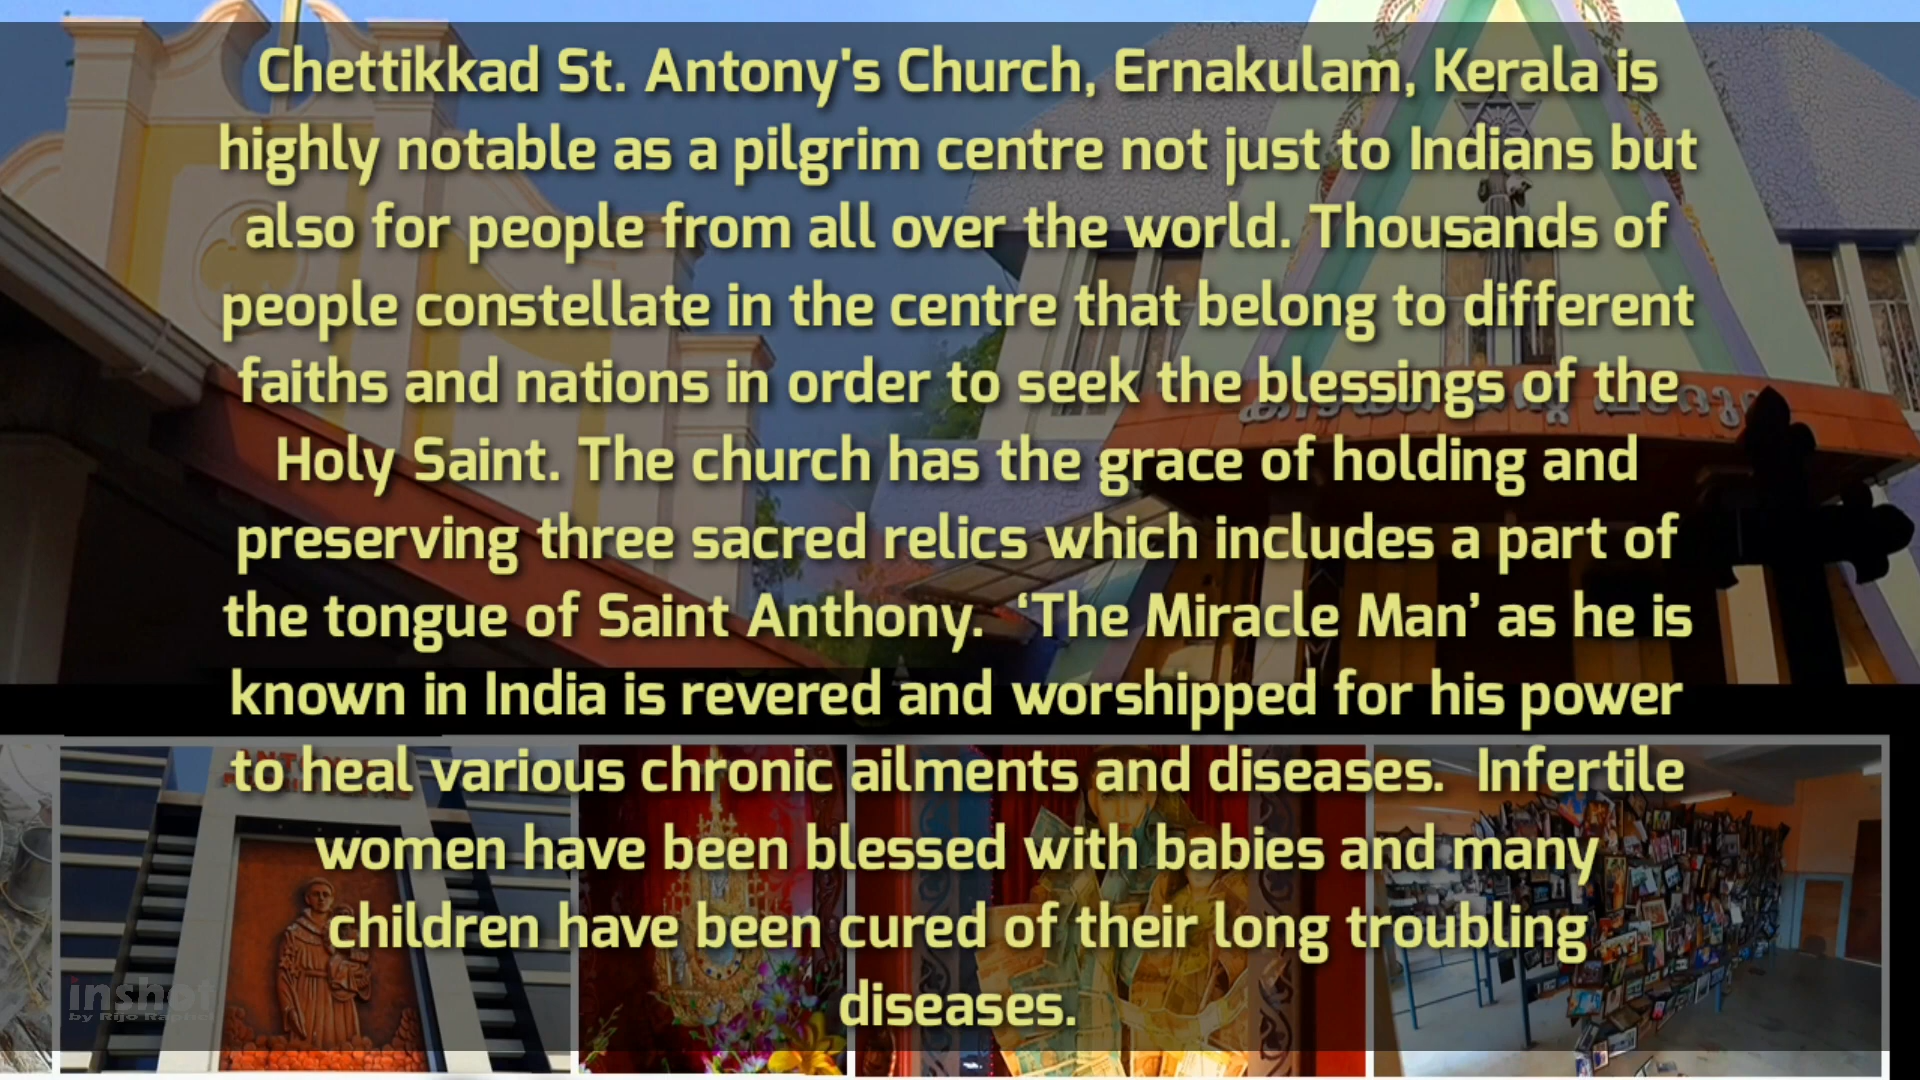 Chettikkad St. Antony's Church, Ernakulam, Kerala is
highly notable as a pilgrim centre not just to Indians but
also for people from all over the world. Thousands of
people constellate in the centre that belong to different
faiths and nations in order to seek the blessings of the
Holy Saint. The church has the grace of holding and
preserving three sacred relics which includes a part of
the tongue of Saint Anthony.  ‘The Miracle Man’ as he is
known in India is revered and worshipped for his power
to heal various chronic ailments and diseases.  Infertile
women have been blessed with babies and many
children have been cured of their long troubling
diseases.
inshot
by Rijo Raphel